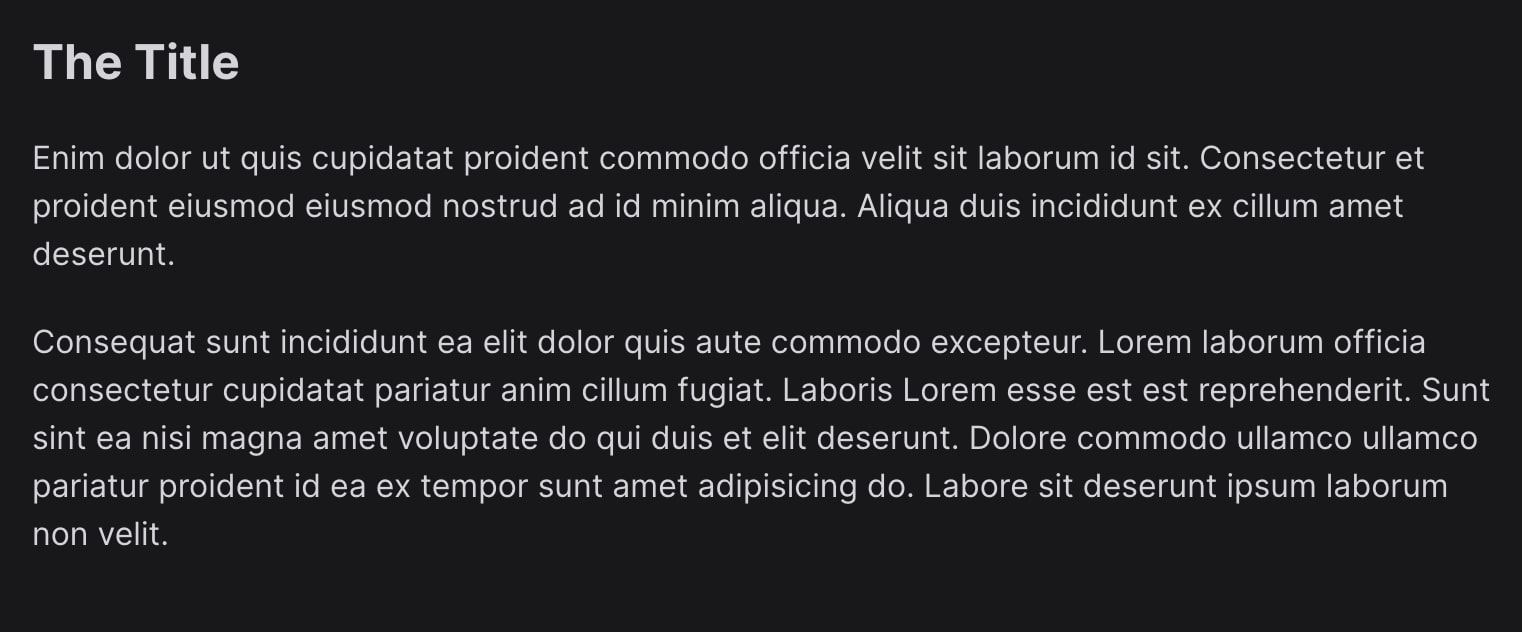 The Title
Enim dolor ut quis cupidatat proident commodo officia velit sit laborum id sit. Consectetur et
proident eiusmod eiusmod nostrud ad id minim aliqua. Aliqua duis incididunt ex cillum amet
deserunt.
Consequat sunt incididunt ea elit dolor quis aute commodo excepteur. Lorem laborum officia
consectetur cupidatat pariatur anim cillum fugiat. Laboris Lorem esse est est reprehenderit. Sunt
sint ea nisi magna amet voluptate do qui duis et elit deserunt. Dolore commodo ullamco ullamco
pariatur proident id ea ex tempor sunt amet adipisicing do. Labore sit deserunt ipsum laborum
non velit.